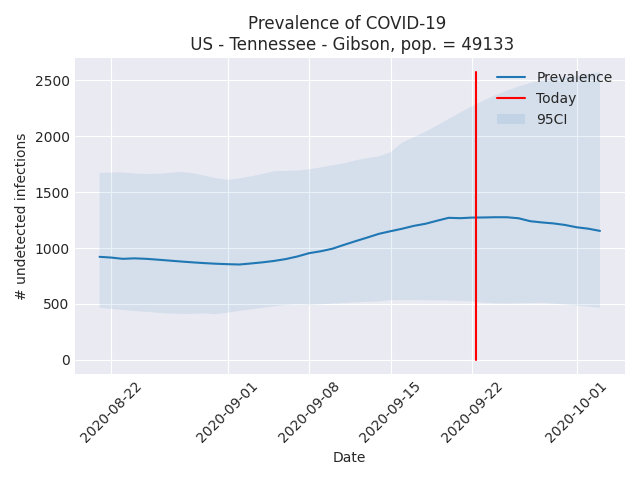 Prevalence of COVID-19
US - Tennessee - Gibson, pop. = 49133
Prevalence
Today
95CI
# undetected infections
2500
2000
1500
1000
500
0
2020-08-22
2020-09-01
2020-09-08
2020-09-15
2020-09-22
2020-10-01
Date